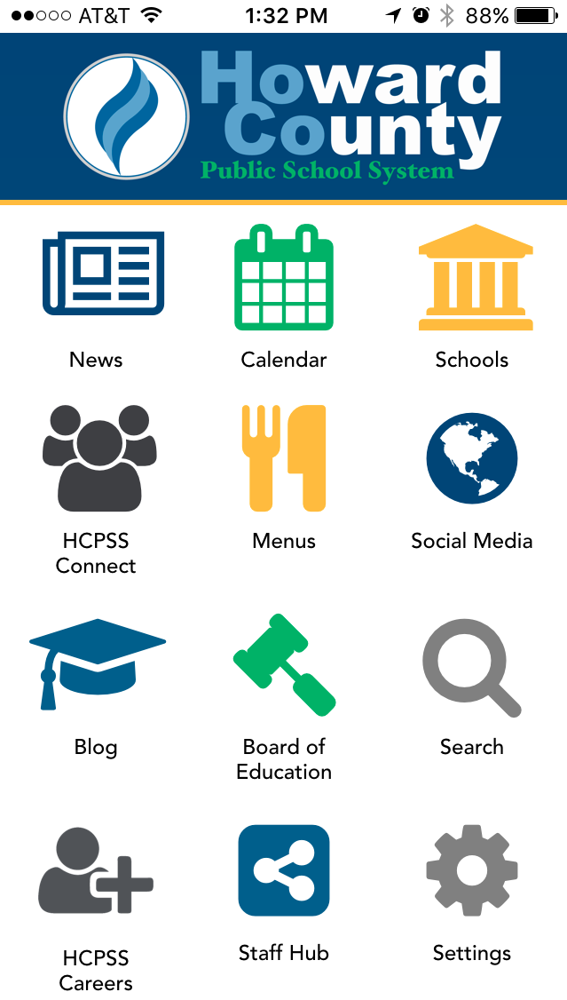 AT&T 1:32 PM 88%
Howard
County
Public School System
News Calendar Schools
HCPSS Connect Menus Social Media
Blog Board of Education Search
HCPSS Careers Staff Hub Settings